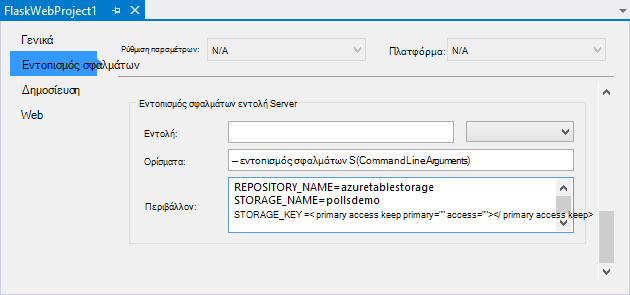 FlaskWebProject1
Γενικά
Εντοπισμός σφαλμάτων
Δημοσίευση
Web
Ρύθμιση παραμέτρων: N/A Πλατφόρμα: N/A
Εντοπισμός σφαλμάτων εντολή Server
Εντολή:
Ορίσματα: -- εντοπισμός σφαλμάτων S(CommandLineArguments)
Περιβάλλον:
REPOSITORY_NAME=azuretablestorage
STORAGE_NAME=pollsdemo
STORAGE_KEY =< primary access keep primary="" access=""></ primary access keep>